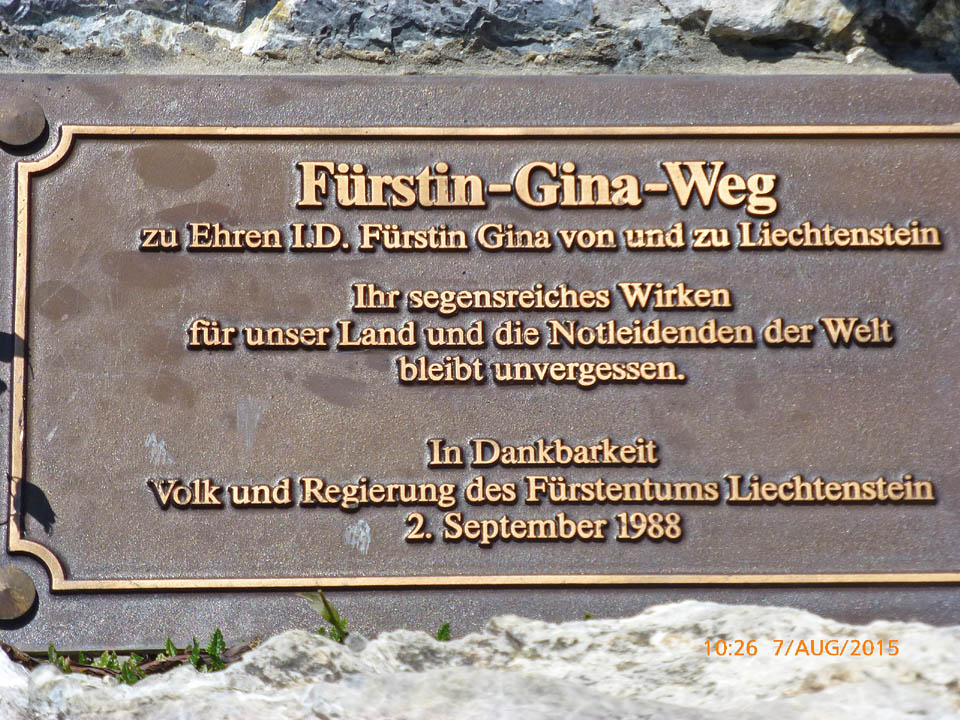 Fürstin-Gina-Weg
zu Ehren I.D. Fürstin Gina von und zu Liechtenstein
Ihr segensreiches Wirken
für unser Land und die Notleidenden der Welt
bleibt unvergessen.
In Dankbarkeit
Volk und Regierung des Fürstentums Liechtenstein
2. September 1988
10:26 7/AUG/2015